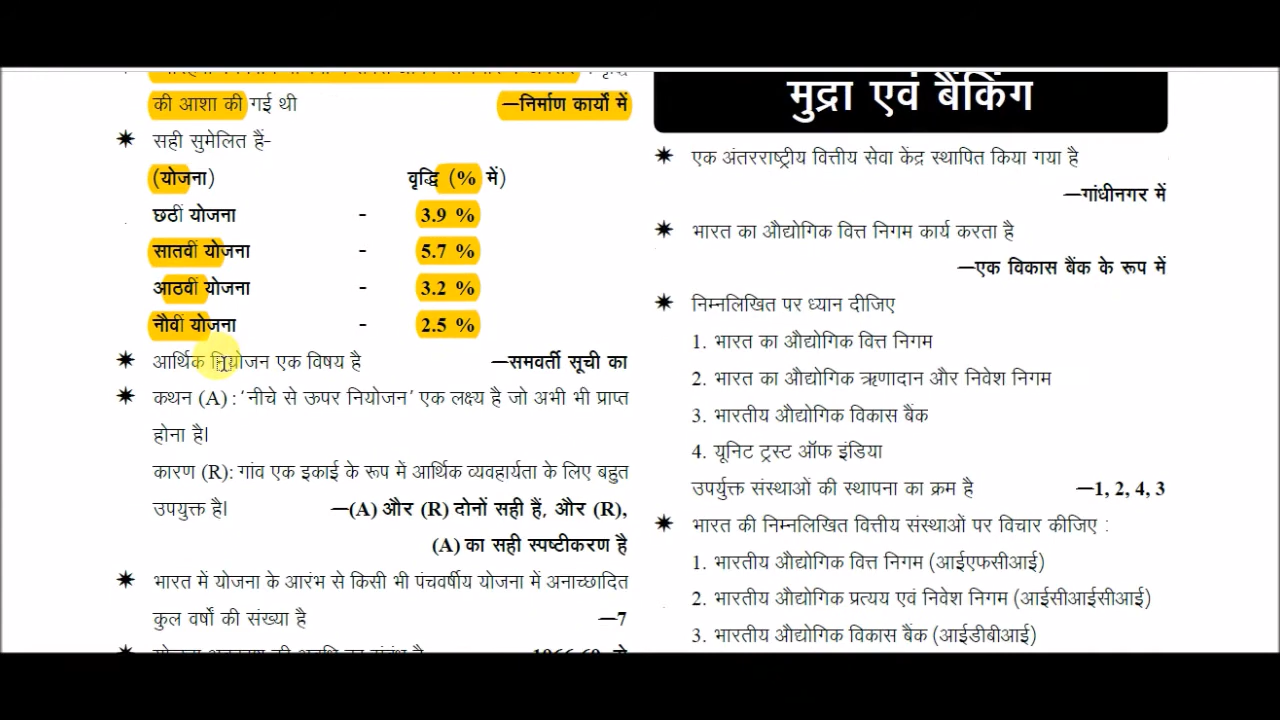 की आशा की गई थी —निर्माण कार्यों में
✷ सही सुमेलित हैं-
(योजना) वृद्धि (% में)
छठीं योजना - 3.9 %
सातवीं योजना - 5.7 %
आठवीं योजना - 3.2 %
नौवीं योजना - 2.5 %
✷ आर्थिक नियोजन एक विषय है —समवर्ती सूची का
✷ कथन (A) : ‘नीचे से ऊपर नियोजन’ एक लक्ष्य है जो अभी भी प्राप्त
होना है।
कारण (R): गांव एक इकाई के रूप में आर्थिक व्यवहार्यता के लिए बहुत
उपयुक्त है। —(A) और (R) दोनों सही हैं, और (R),
(A) का सही स्पष्टीकरण है
✷ भारत में योजना के आरंभ से किसी भी पंचवर्षीय योजना में अनाच्छादित
कुल वर्षों की संख्या है —7
मुद्रा एवं बैंकिंग
✷ एक अंतरराष्ट्रीय वित्तीय सेवा केंद्र स्थापित किया गया है
—गांधीनगर में
✷ भारत का औद्योगिक वित्त निगम कार्य करता है
—एक विकास बैंक के रूप में
✷ निम्नलिखित पर ध्यान दीजिए
1. भारत का औद्योगिक वित्त निगम
2. भारत का औद्योगिक ऋणादान और निवेश निगम
3. भारतीय औद्योगिक विकास बैंक
4. यूनिट ट्रस्ट ऑफ इंडिया
उपर्युक्त संस्थाओं की स्थापना का क्रम है —1, 2, 4, 3
✷ भारत की निम्नलिखित वित्तीय संस्थाओं पर विचार कीजिए :
1. भारतीय औद्योगिक वित्त निगम (आईएफसीआई)
2. भारतीय औद्योगिक प्रत्यय एवं निवेश निगम (आईसीआईसीआई)
3. भारतीय औद्योगिक विकास बैंक (आईडीबीआई)